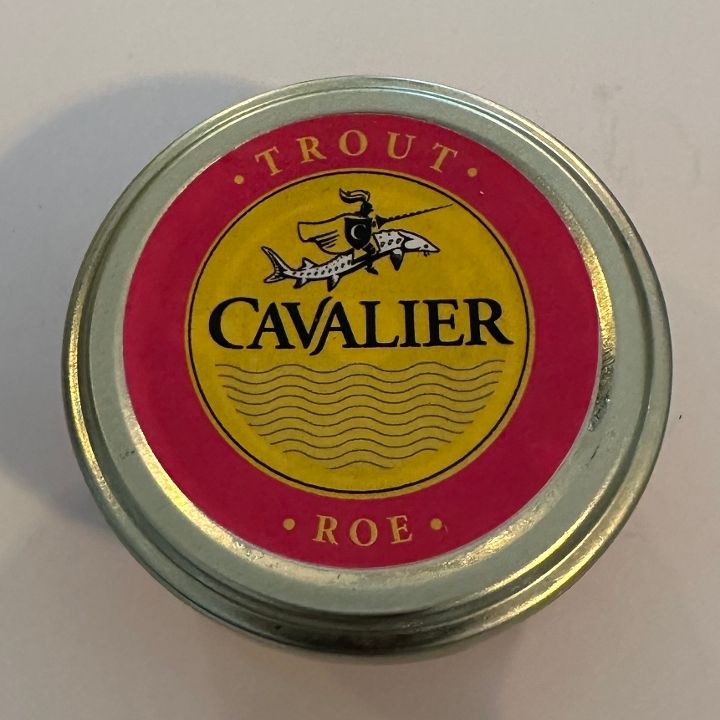 • TROUT •
C
CAVALIER
• ROE •